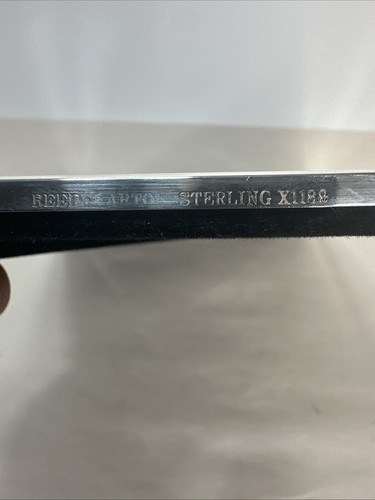 REED & BARTON STERLING X1188